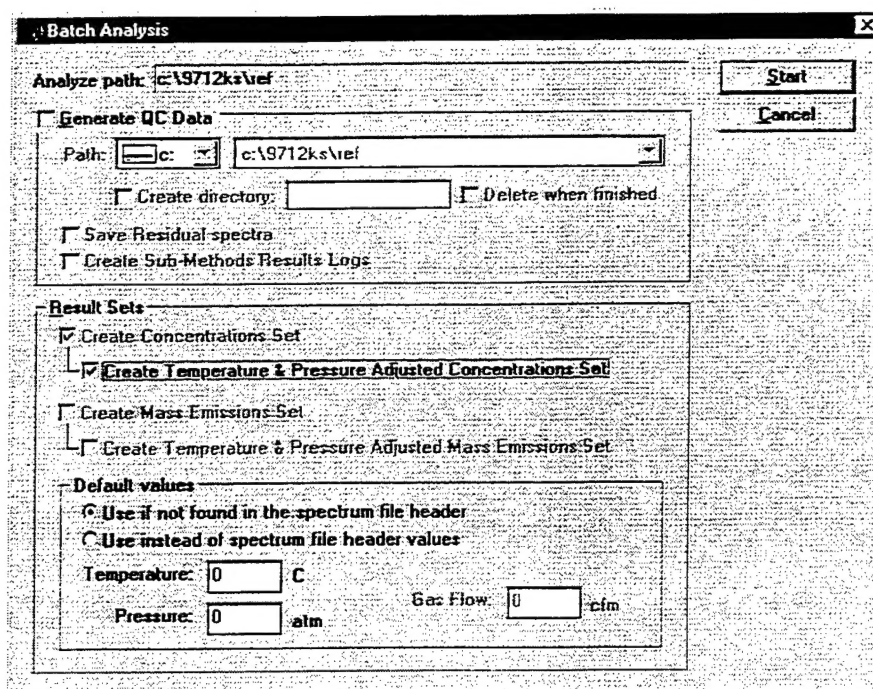 Batch Analysis
Analyze path: c:\9712ks\ref
Start
Cancel
Generate QC Data
Path: c: c:\9712ks\ref
Create directory: Delete when finished
Save Residual spectra
Create Sub-Methods Results Logs
Result Sets
Create Concentrations Set
Create Temperature & Pressure Adjusted Concentrations Set
Create Mass Emissions Set
Create Temperature & Pressure Adjusted Mass Emissions Set
Default values
Use if not found in the spectrum file header
Use instead of spectrum file header values
Temperature: 0 C
Gas Flow: 0 cfm
Pressure: 0 atm